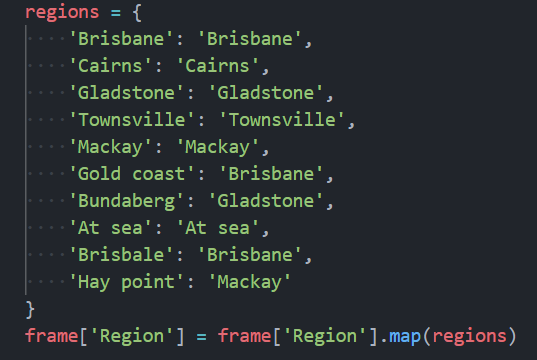 regions = {
    'Brisbane': 'Brisbane',
    'Cairns': 'Cairns',
    'Gladstone': 'Gladstone',
    'Townsville': 'Townsville',
    'Mackay': 'Mackay',
    'Gold coast': 'Brisbane',
    'Bundaberg': 'Gladstone',
    'At sea': 'At sea',
    'Brisbale': 'Brisbane',
    'Hay point': 'Mackay'
}
frame['Region'] = frame['Region'].map(regions)